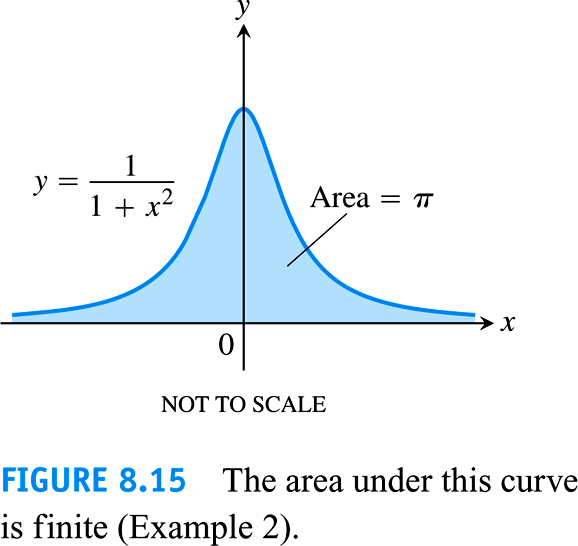 y
y = 1/(1 + x²)
Area = π
x
0
NOT TO SCALE
FIGURE 8.15 The area under this curve
is finite (Example 2).